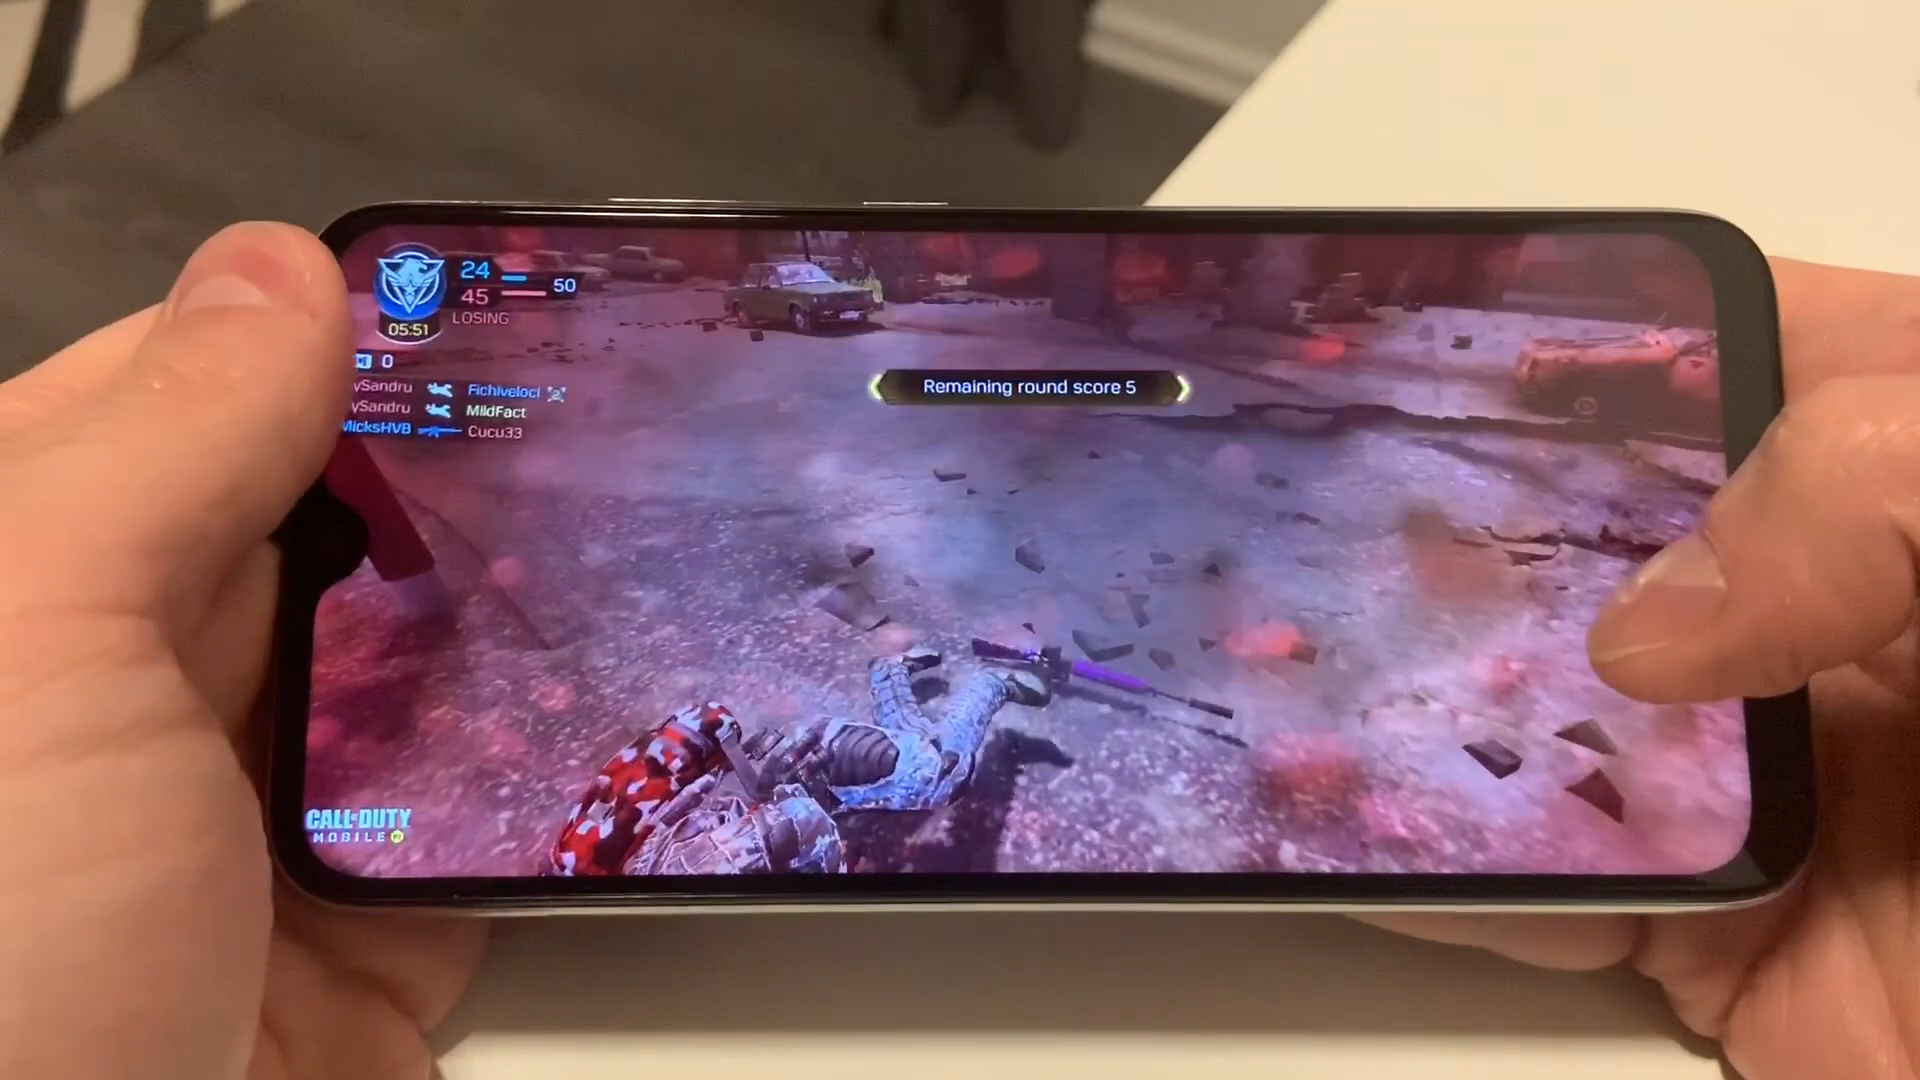 24
50
45
LOSING
05:51
0
ySandru Fichiveloci 2
ySandru MildFact
MicksHVB Cucu33
Remaining round score 5
CALL OF DUTY
MOBILE